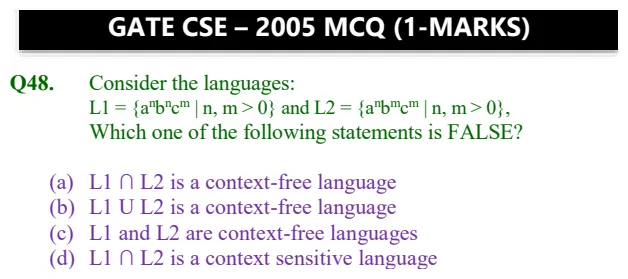 GATE CSE – 2005 MCQ (1-MARKS)
Q48. Consider the languages:
L1 = {aⁿbⁿcᵐ | n, m > 0} and L2 = {aⁿbᵐcᵐ | n, m > 0},
Which one of the following statements is FALSE?
(a) L1 ∩ L2 is a context-free language
(b) L1 U L2 is a context-free language
(c) L1 and L2 are context-free languages
(d) L1 ∩ L2 is a context sensitive language